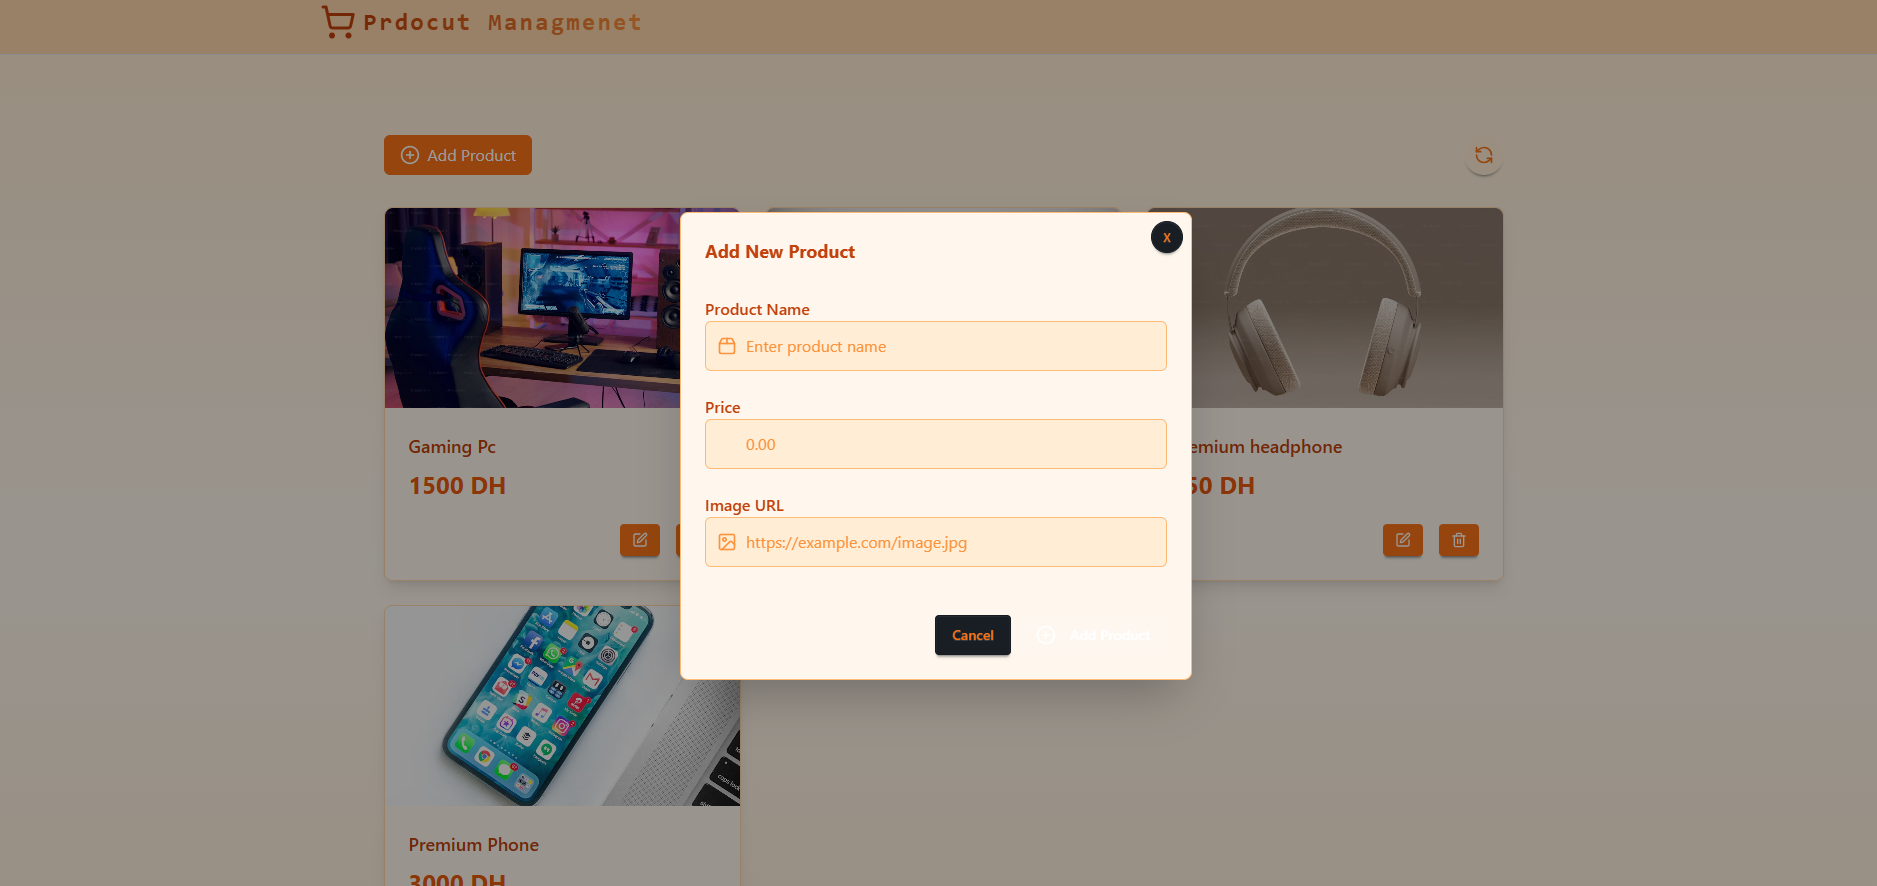 Prdocut Managmenet
Add Product
Add New Product
X
Product Name
Enter product name
Price
0.00
Image URL
https://example.com/image.jpg
Cancel
Add Product
Gaming Pc
1500 DH
emium headphone
50 DH
Premium Phone
3000 DH